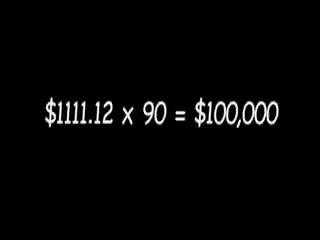 $1111.12 x 90 = $100,000